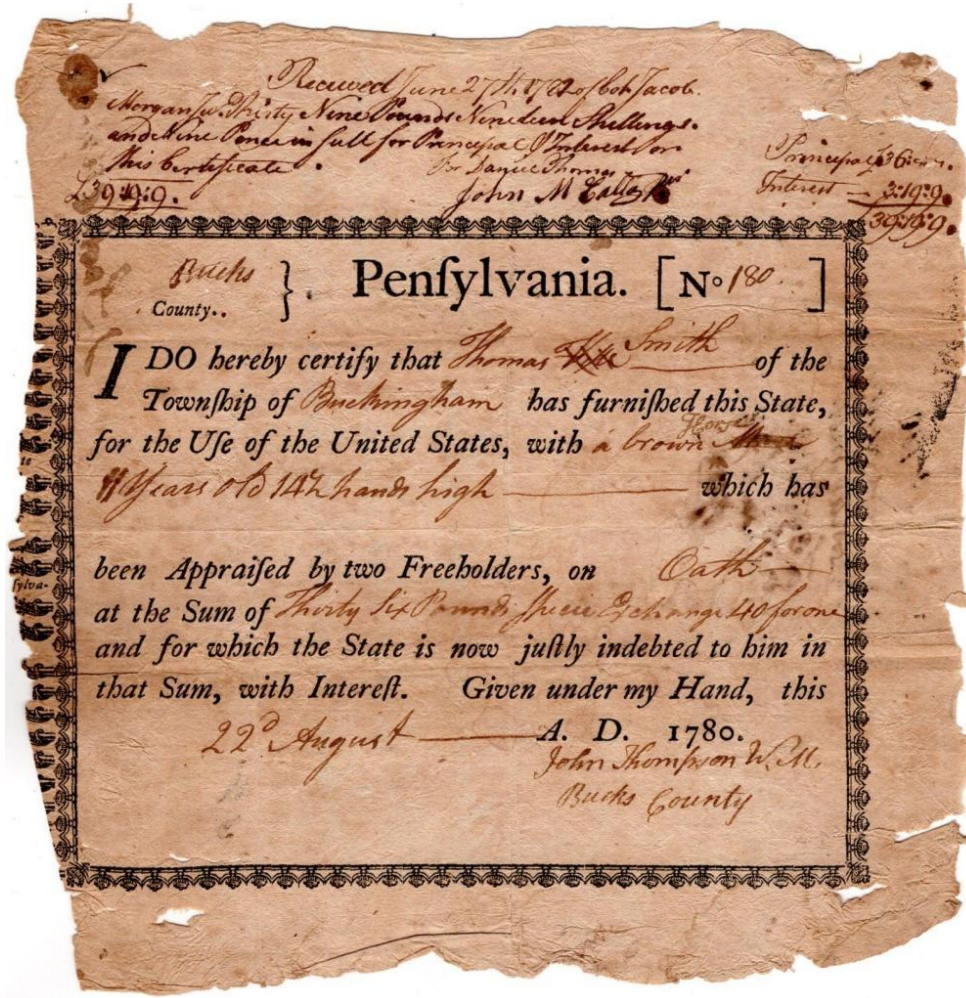 Received June 27th 1782 of Col. Jacob
Morgan Jur. Thirty Nine Pounds Nineteen Shillings
and Nine Pence in full for Principal & Interest on
this Certificate.
Daniel Thomas
£39:19:9.
John M
Principal £36
Interest — 3:19:9.
39:19:9.
Bucks
County..
}. Penſylvania. [No 180.]
I DO hereby certify that Thomas Smith of the
Townſhip of Buckingham has furniſhed this State,
Horse
for the Uſe of the United States, with a brown
Years old 14½ hands high — which has
been Appraiſed by two Freeholders, on Oath —
ſylva-
at the Sum of Thirty Six Pounds Specie Exchange 40 for one
and for which the State is now juſtly indebted to him in
that Sum, with Intereſt. Given under my Hand, this
22d August — A. D. 1780.
John Thompson W. M.
Bucks County